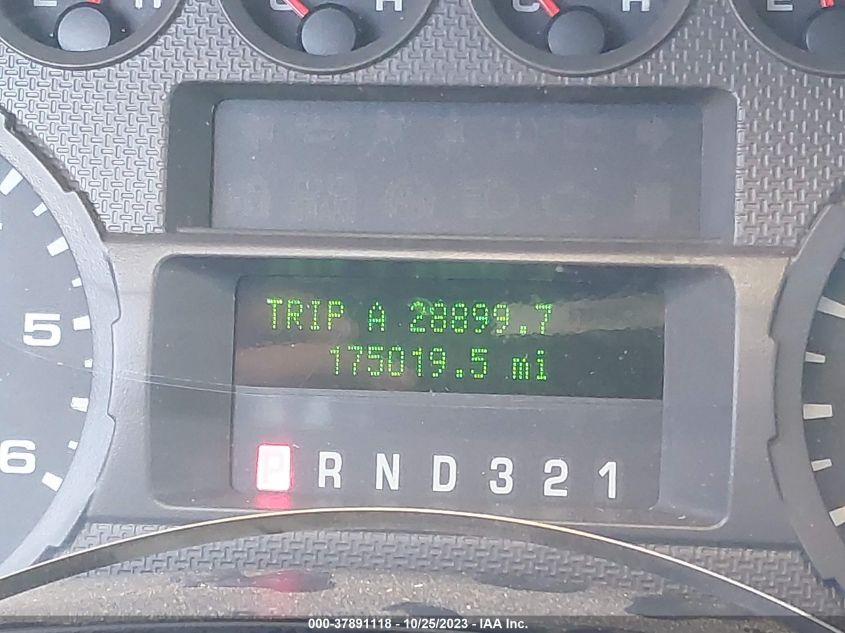 E H
C H
C H
E
TRIP A 28899.7
175019.5 mi
5
6
P R N D 3 2 1
000-37891118 - 10/25/2023 - IAA Inc.